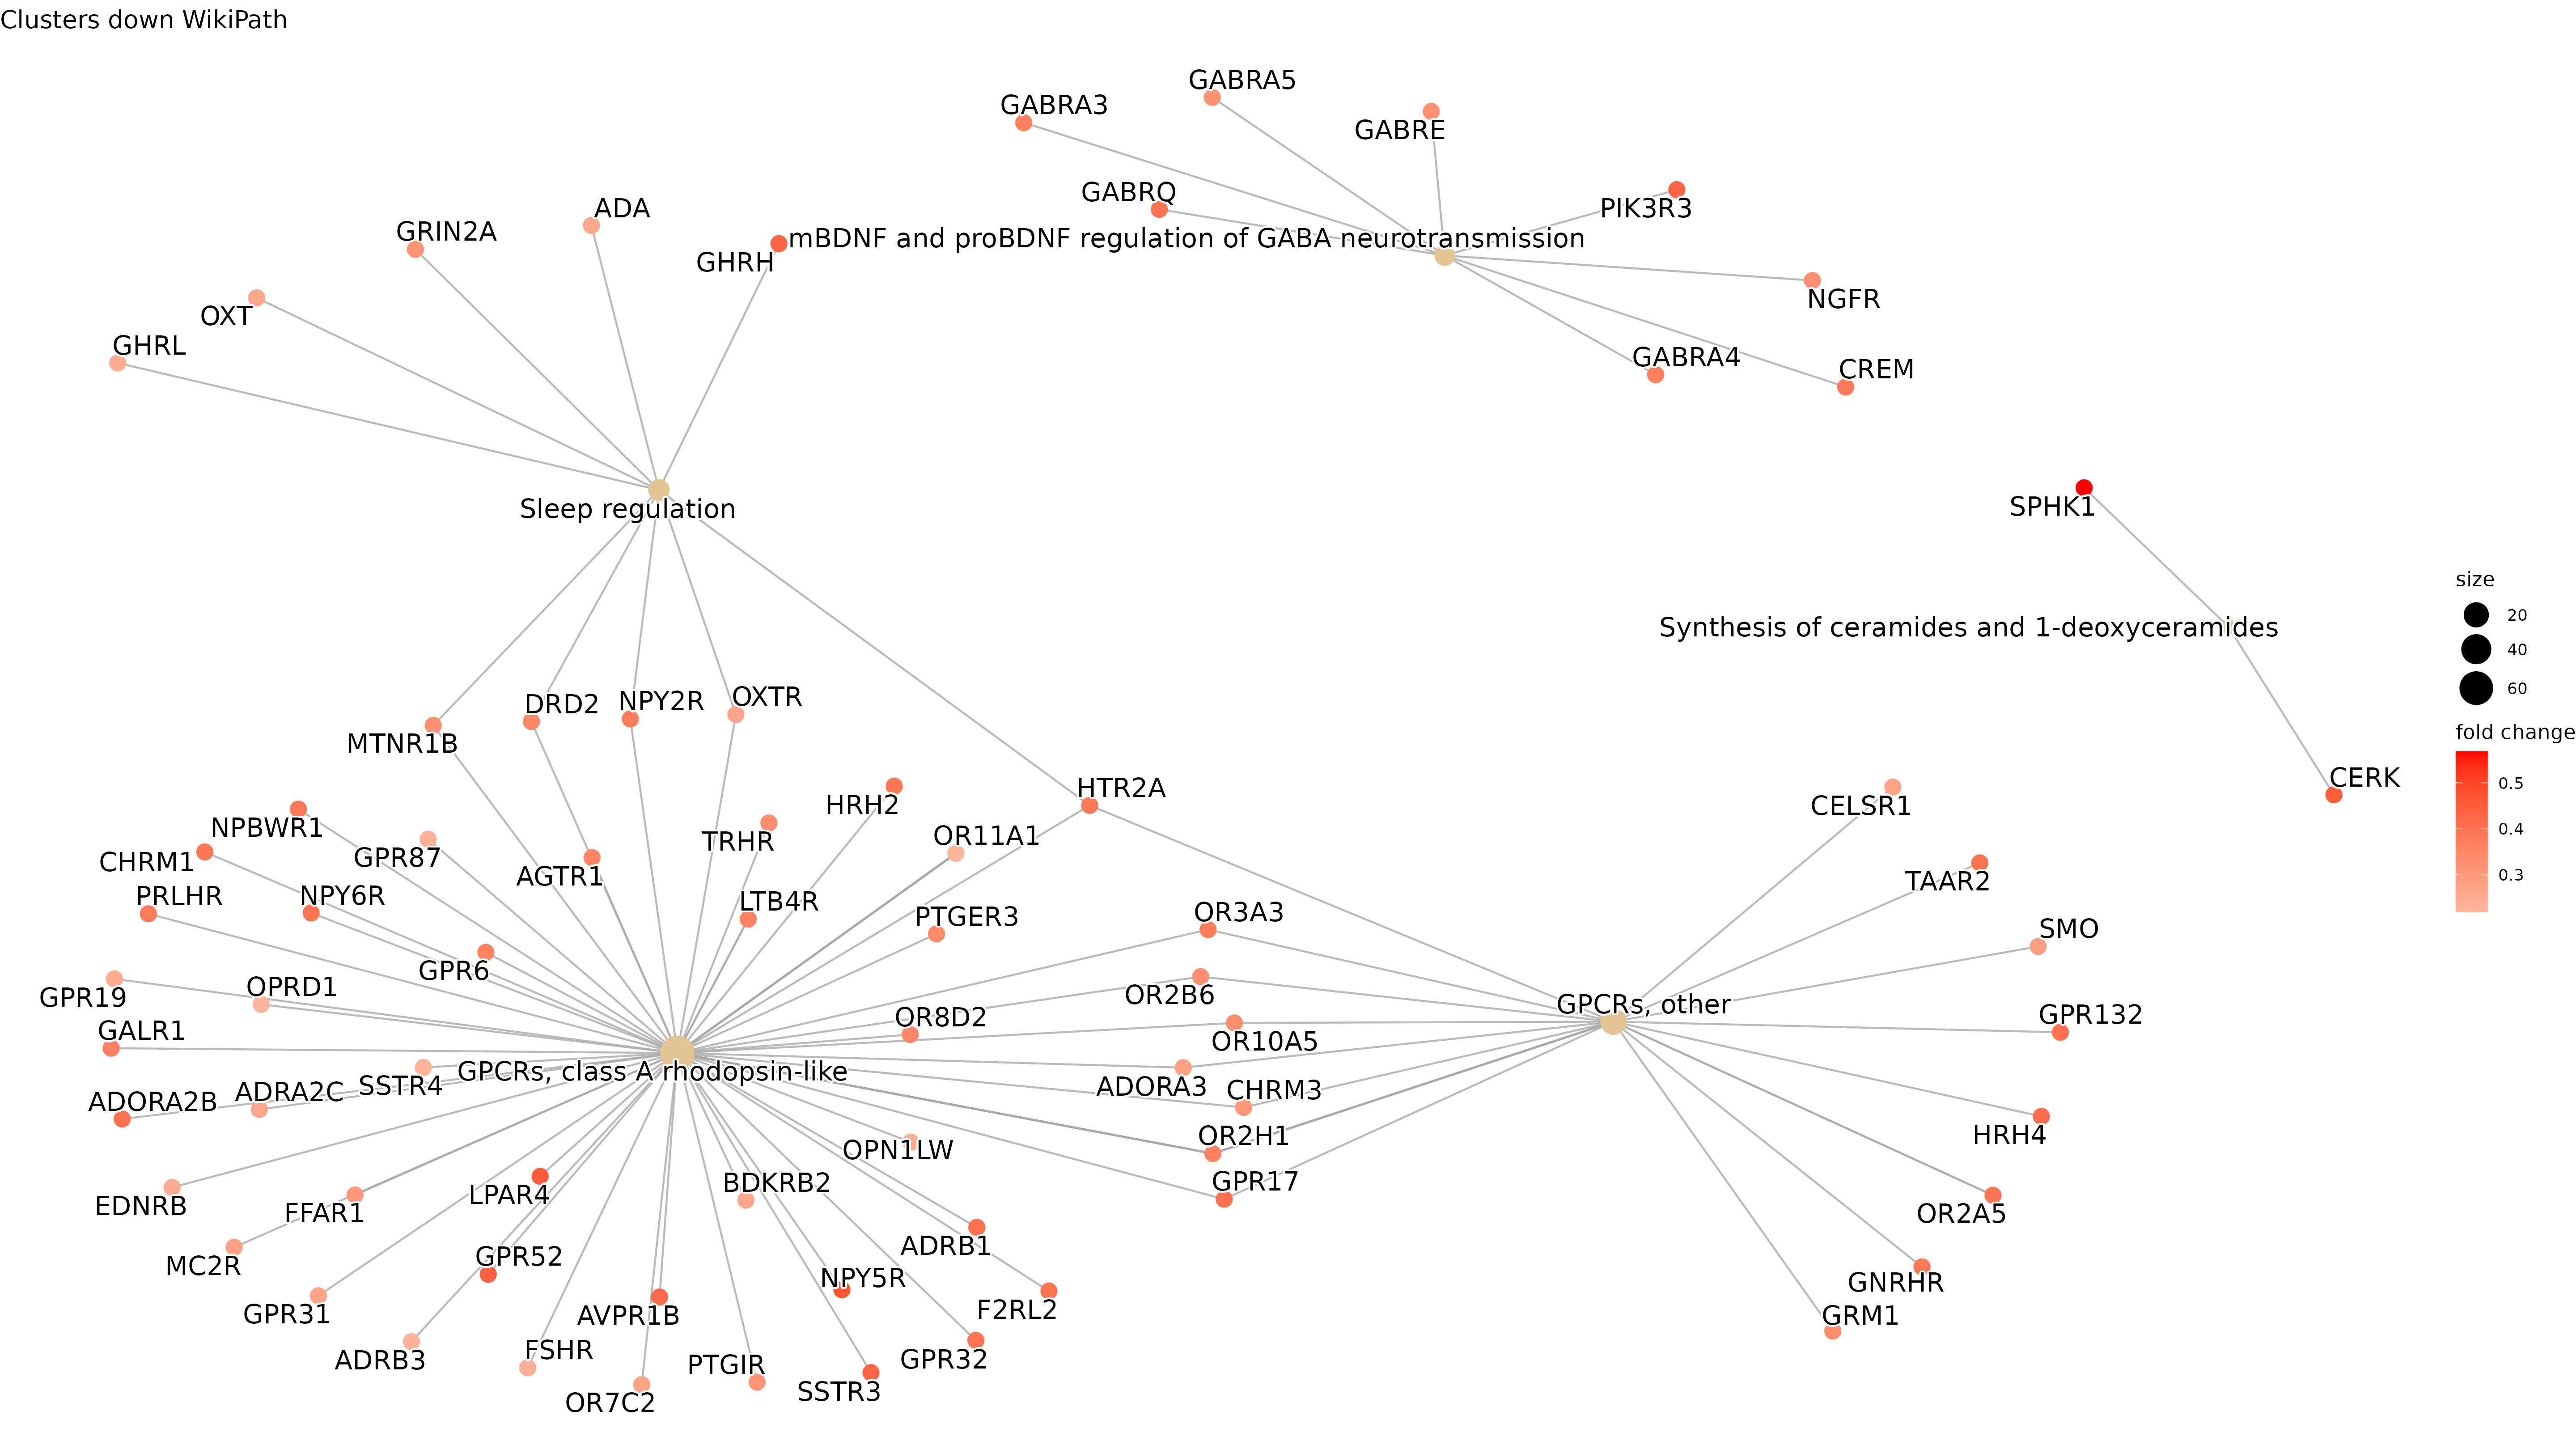 Clusters down WikiPath
GABRA5
GABRA3
GABRE
GABRQ
PIK3R3
ADA
GRIN2A
mBDNF and proBDNF regulation of GABA neurotransmission
GHRH
NGFR
OXT
GHRL
GABRA4
CREM
SPHK1
Sleep regulation
Synthesis of ceramides and 1-deoxyceramides
size
20
40
60
fold change
0.5
0.4
0.3
DRD2
NPY2R
OXTR
MTNR1B
CERK
HTR2A
HRH2
CELSR1
NPBWR1
TRHR
OR11A1
GPR87
CHRM1
AGTR1
TAAR2
PRLHR
NPY6R
LTB4R
PTGER3
OR3A3
SMO
GPR6
OPRD1
GPR19
OR2B6
GPCRs, other
GPR132
GALR1
OR8D2
OR10A5
GPCRs, class A rhodopsin-like
SSTR4
ADRA2C
ADORA2B
ADORA3
CHRM3
HRH4
OR2H1
OPN1LW
GPR17
BDKRB2
LPAR4
EDNRB
FFAR1
OR2A5
ADRB1
MC2R
GPR52
NPY5R
GNRHR
GPR31
AVPR1B
F2RL2
GRM1
ADRB3
FSHR
PTGIR
GPR32
SSTR3
OR7C2